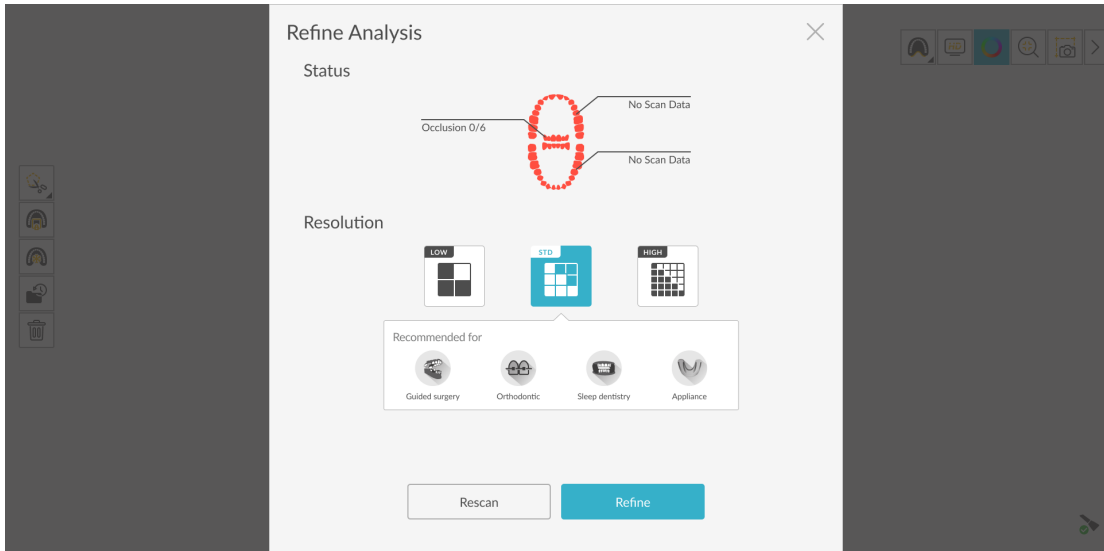 Refine Analysis
Status
No Scan Data
Occlusion 0/6
No Scan Data
Resolution
LOW
STD
HIGH
Recommended for
Guided surgery
Orthodontic
Sleep dentistry
Appliance
Rescan
Refine
HD